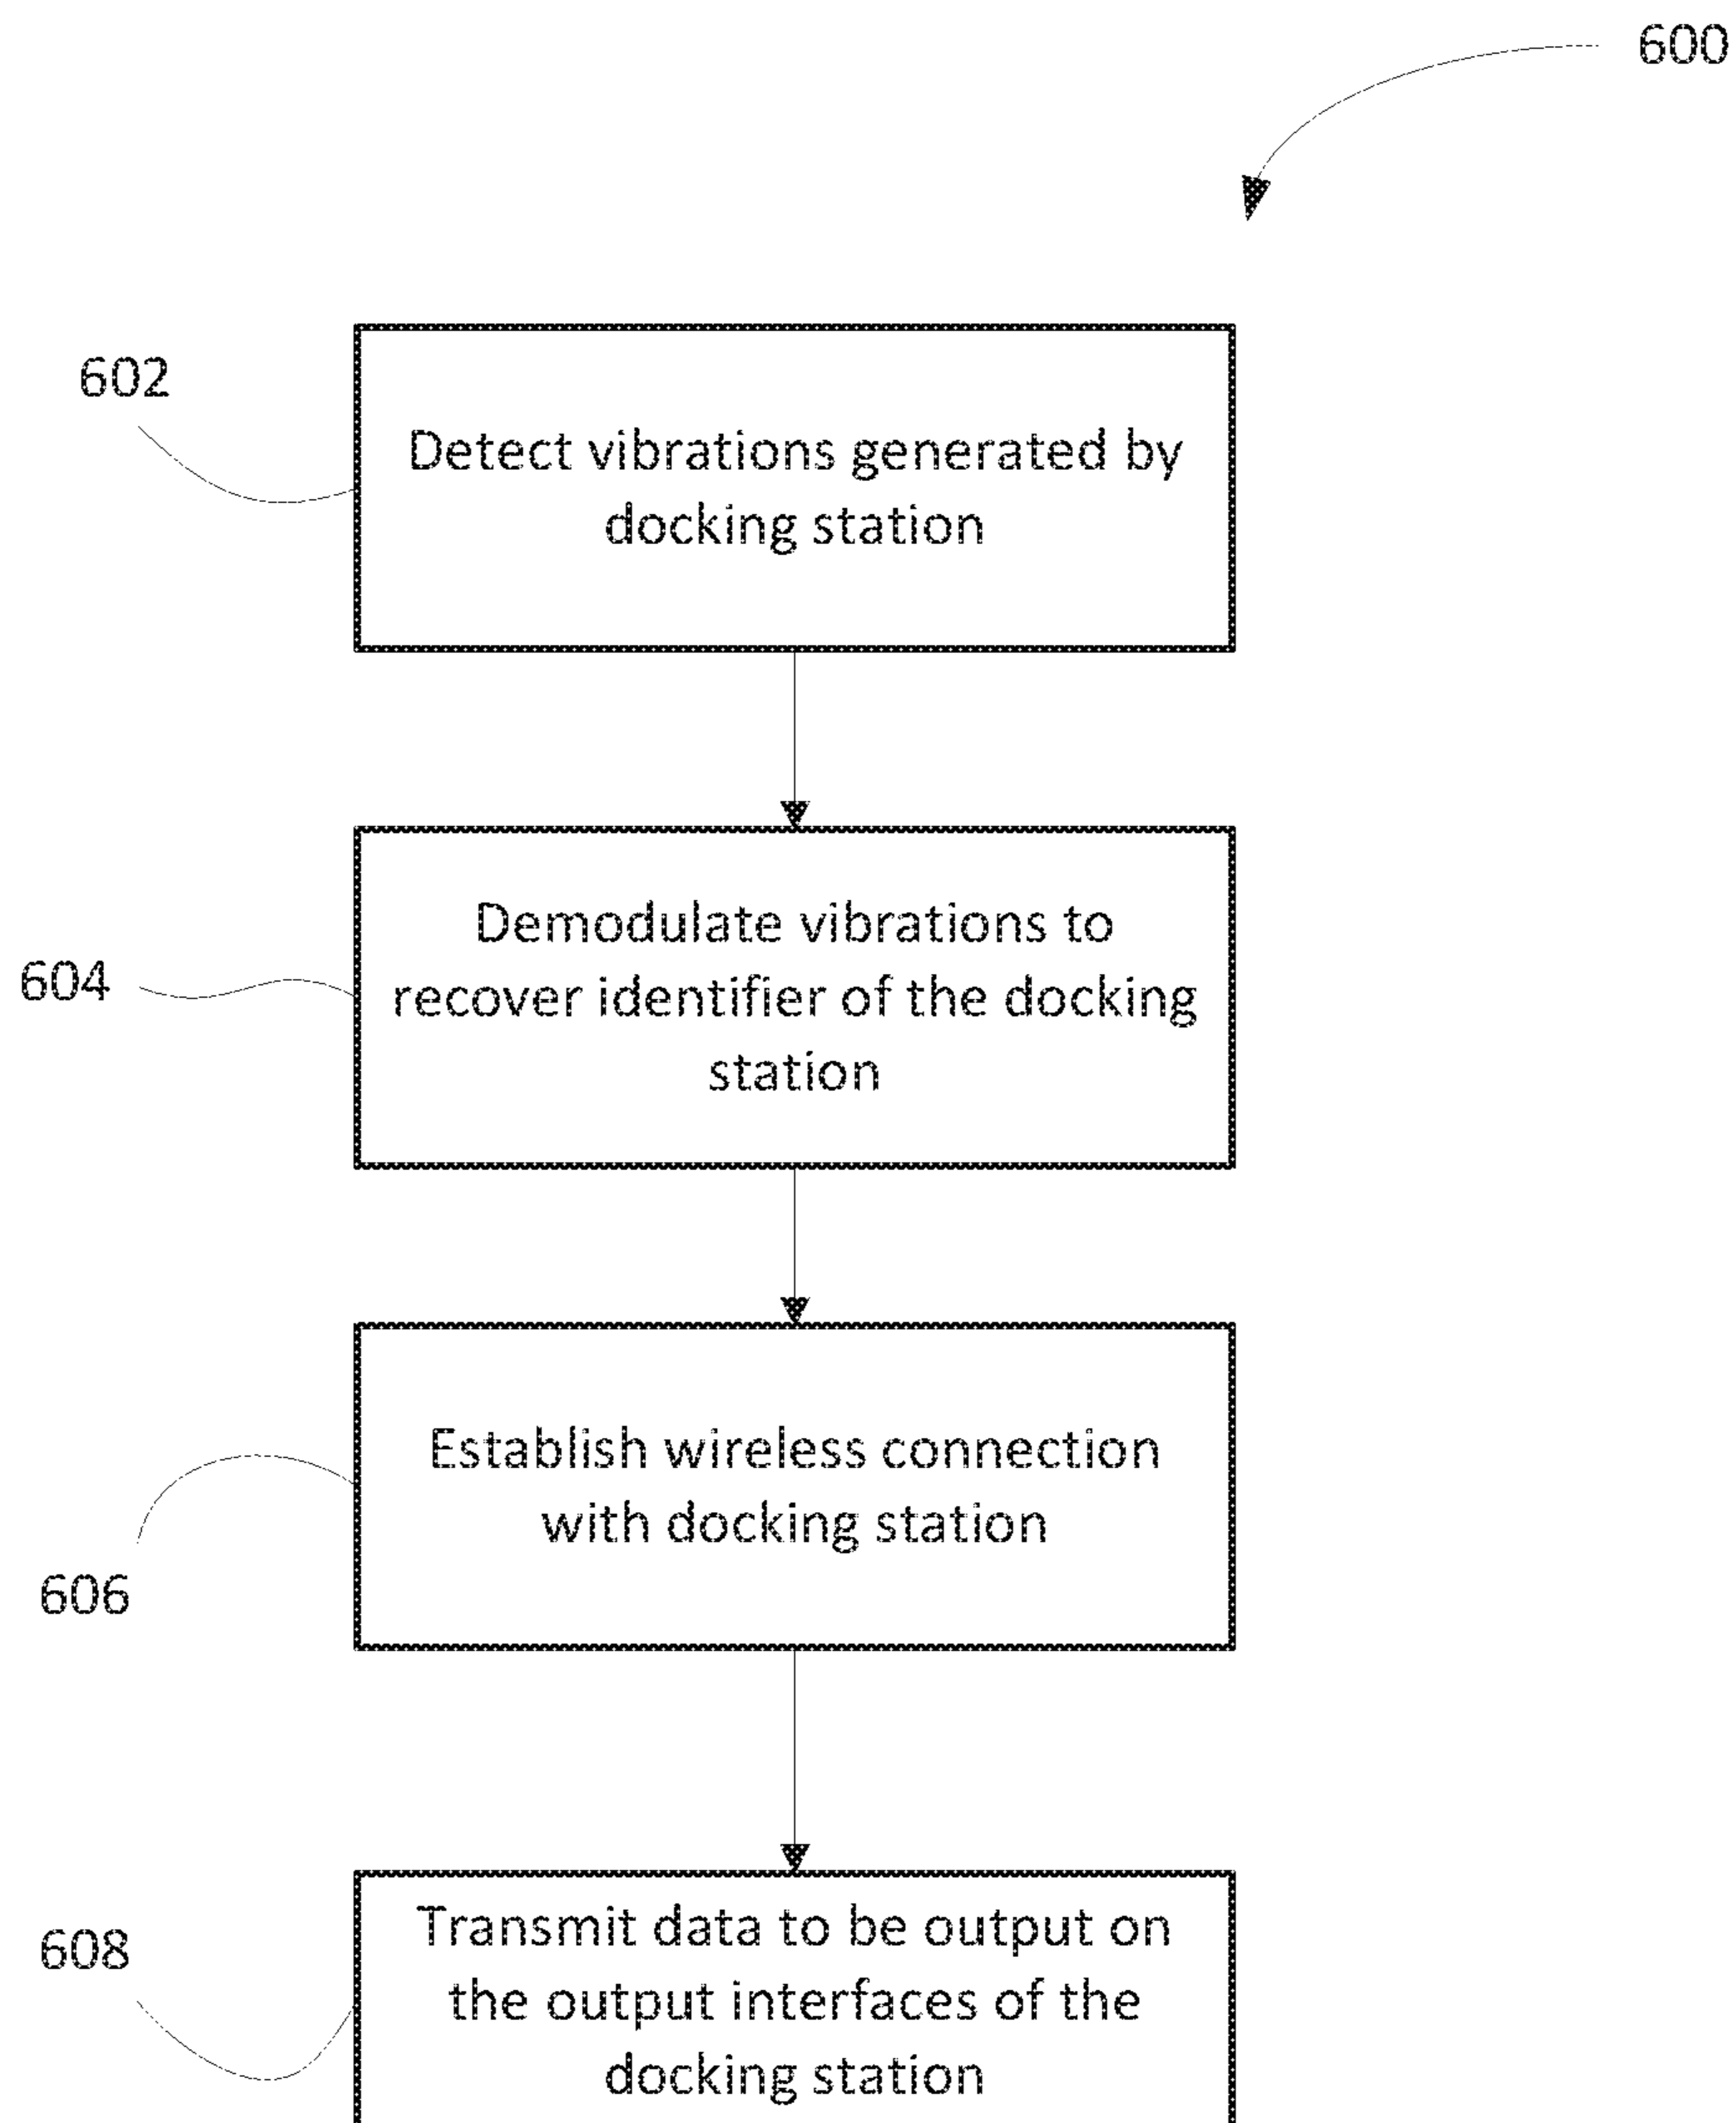 600
602
Detect vibrations generated by
docking station
604
Demodulate vibrations to
recover identifier of the docking
station
606
Establish wireless connection
with docking station
608
Transmit data to be output on
the output interfaces of the
docking station